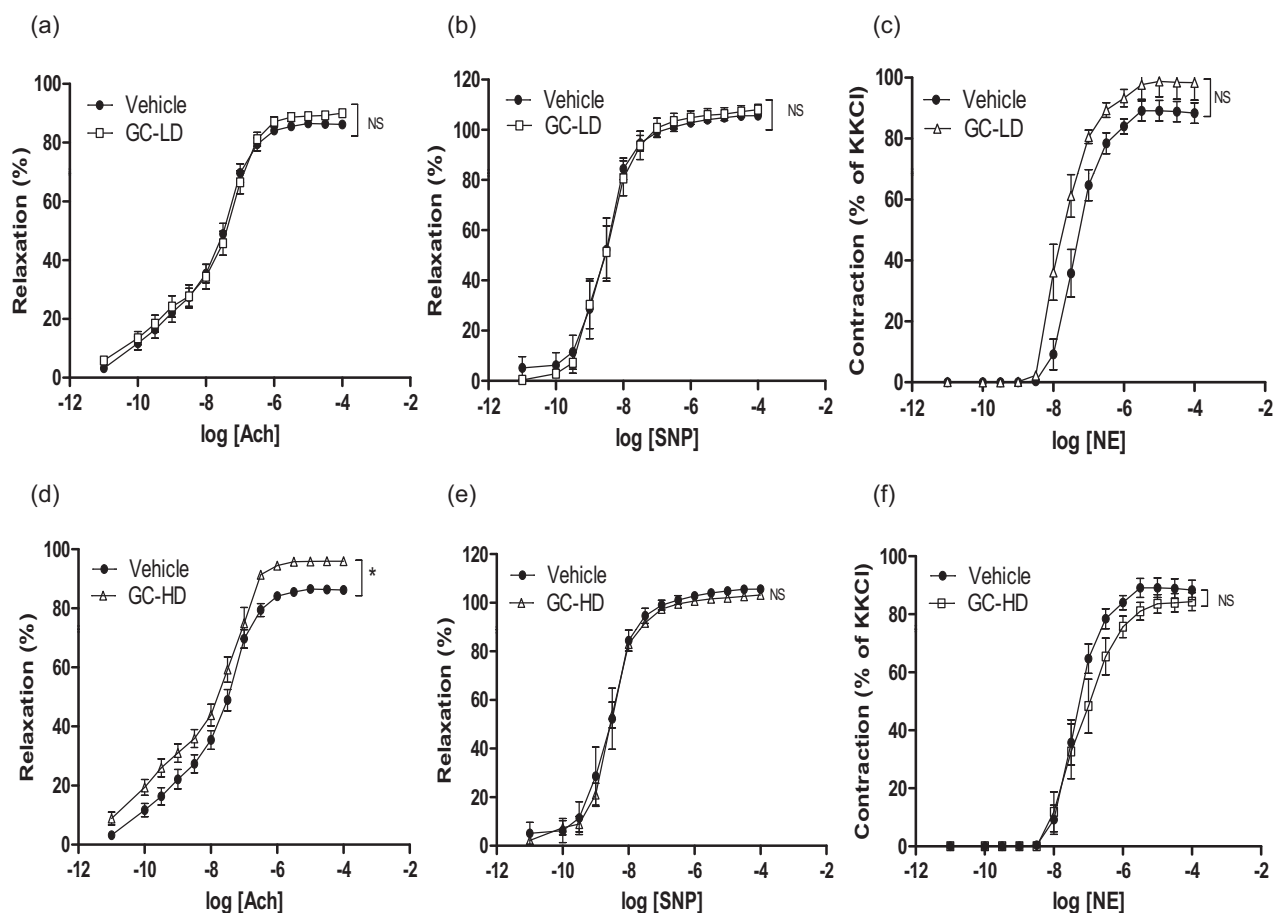 (a)
Vehicle
GC-LD
NS
Relaxation (%)
100
80
60
40
20
0
-12 -10 -8 -6 -4 -2
log [Ach]
(b)
Vehicle
GC-LD
NS
Relaxation (%)
120
100
80
60
40
20
0
-12 -10 -8 -6 -4 -2
log [SNP]
(c)
Vehicle
GC-LD
NS
Contraction (% of KKCl)
100
80
60
40
20
0
-12 -10 -8 -6 -4 -2
log [NE]
(d)
Vehicle
GC-HD
*
Relaxation (%)
100
80
60
40
20
0
-12 -10 -8 -6 -4 -2
log [Ach]
(e)
Vehicle
GC-HD
NS
Relaxation (%)
120
100
80
60
40
20
0
-12 -10 -8 -6 -4 -2
log [SNP]
(f)
Vehicle
GC-HD
NS
Contraction (% of KKCl)
100
80
60
40
20
0
-12 -10 -8 -6 -4 -2
log [NE]